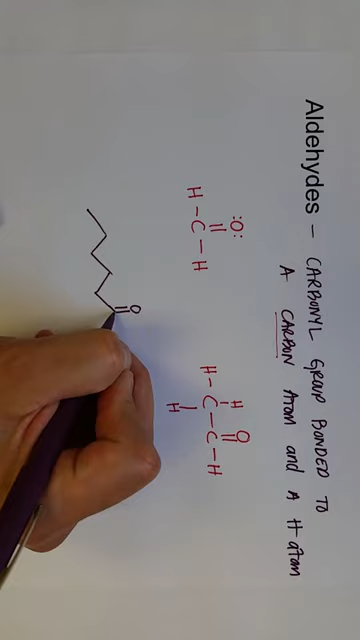 Aldehydes – CARBONYL GROUP BONDED TO
A CARBON ATOM and A H-atom
:O:
H – C – H
H O
H – C – C – H
H
O